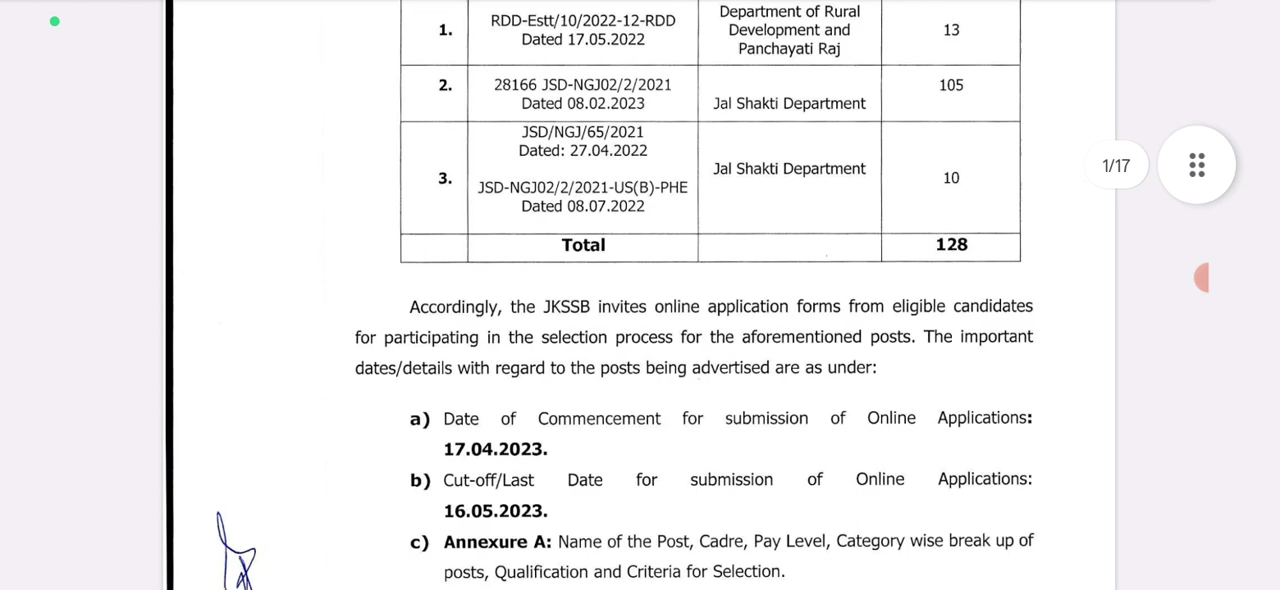 1.
RDD-Estt/10/2022-12-RDD
Dated 17.05.2022
Department of Rural
Development and
Panchayati Raj
13
2.
28166 JSD-NGJ02/2/2021
Dated 08.02.2023
Jal Shakti Department
105
3.
JSD/NGJ/65/2021
Dated: 27.04.2022
JSD-NGJ02/2/2021-US(B)-PHE
Dated 08.07.2022
Jal Shakti Department
10
Total
128
1/17
Accordingly, the JKSSB invites online application forms from eligible candidates
for participating in the selection process for the aforementioned posts. The important
dates/details with regard to the posts being advertised are as under:
a) Date of Commencement for submission of Online Applications:
17.04.2023.
b) Cut-off/Last Date for submission of Online Applications:
16.05.2023.
c) Annexure A: Name of the Post, Cadre, Pay Level, Category wise break up of
posts, Qualification and Criteria for Selection.